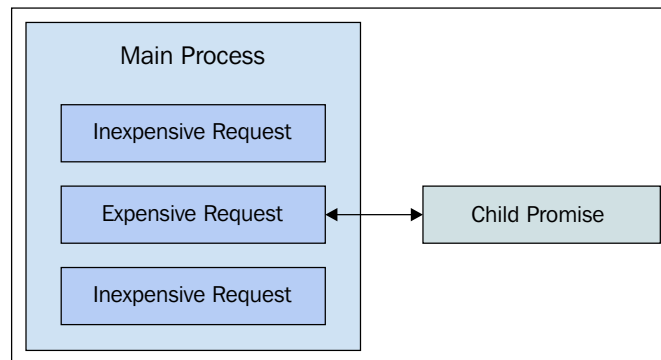 Main Process
Inexpensive Request
Expensive Request
Child Promise
Inexpensive Request